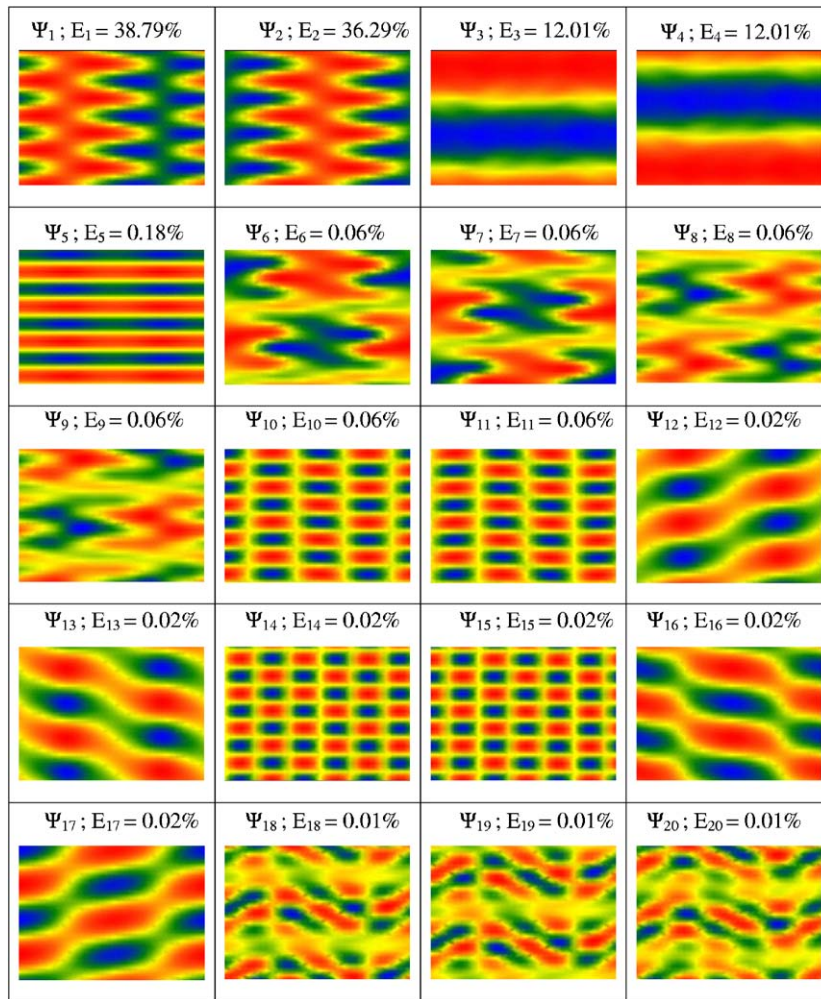 Ψ₁ ; E₁ = 38.79%
Ψ₂ ; E₂ = 36.29%
Ψ₃ ; E₃ = 12.01%
Ψ₄ ; E₄ = 12.01%
Ψ₅ ; E₅ = 0.18%
Ψ₆ ; E₆ = 0.06%
Ψ₇ ; E₇ = 0.06%
Ψ₈ ; E₈ = 0.06%
Ψ₉ ; E₉ = 0.06%
Ψ₁₀ ; E₁₀ = 0.06%
Ψ₁₁ ; E₁₁ = 0.06%
Ψ₁₂ ; E₁₂ = 0.02%
Ψ₁₃ ; E₁₃ = 0.02%
Ψ₁₄ ; E₁₄ = 0.02%
Ψ₁₅ ; E₁₅ = 0.02%
Ψ₁₆ ; E₁₆ = 0.02%
Ψ₁₇ ; E₁₇ = 0.02%
Ψ₁₈ ; E₁₈ = 0.01%
Ψ₁₉ ; E₁₉ = 0.01%
Ψ₂₀ ; E₂₀ = 0.01%